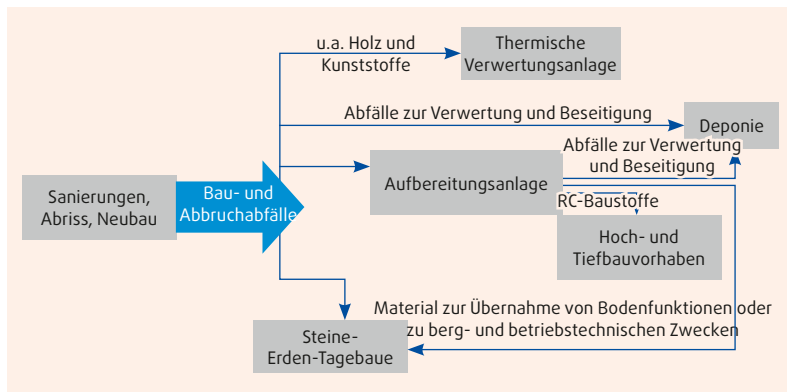 u.a. Holz und
Kunststoffe
Thermische
Verwertungsanlage
Abfälle zur Verwertung und Beseitigung
Deponie
Abfälle zur Verwertung
und Beseitigung
Sanierungen,
Abriss, Neubau
Bau- und
Abbruchabfälle
Aufbereitungsanlage
RC-Baustoffe
Hoch- und
Tiefbauvorhaben
Material zur Übernahme von Bodenfunktionen oder
zu berg- und betriebstechnischen Zwecken
Steine-
Erden-Tagebaue